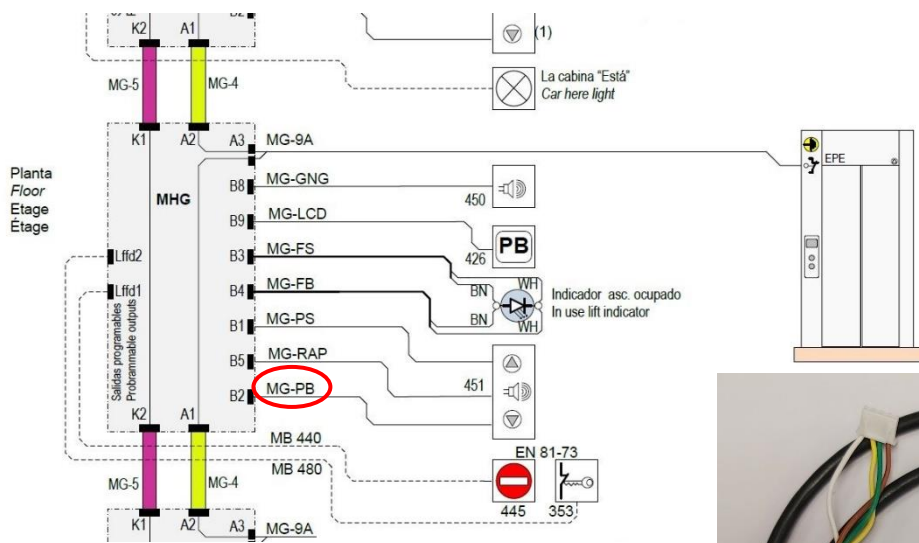 K2
A1
(1)
MG-5
MG-4
La cabina "Está"
Car here light
K1
A2
A3
MG-9A
EPE
Planta
Floor
Etage
Étage
MHG
B8
MG-GNG
450
B9
MG-LCD
426
PB
B3
MG-FS
Lffd2
WH
BN
Indicador asc. ocupado
In use lift indicator
Lffd1
B4
MG-FB
BN
WH
Salidas programables
Probrammable outputs
B1
MG-PS
B5
MG-RAP
451
B2
MG-PB
K2
A1
MB 440
EN 81-73
MB 480
MG-5
MG-4
445
353
K1
A2
A3
MG-9A